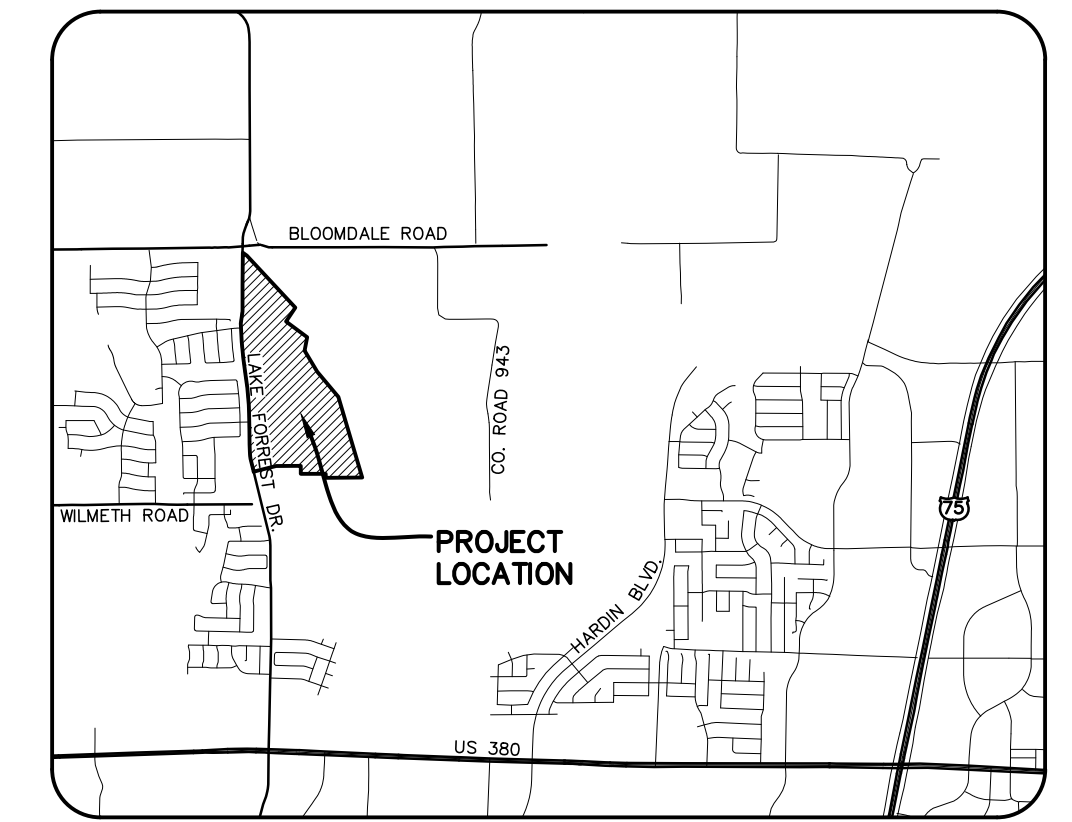 BLOOMDALE ROAD
LAKE FORREST DR.
CO. ROAD 943
WILMETH ROAD
75
PROJECT
LOCATION
HARDIN BLVD.
US 380